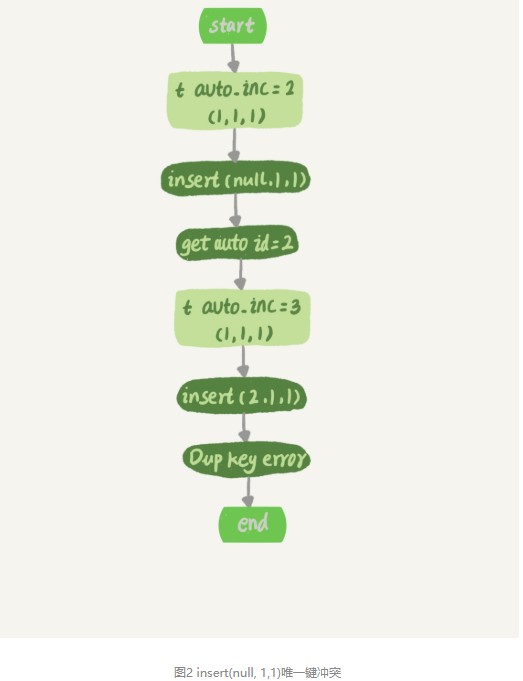 start
t auto_inc=2
(1,1,1)
insert(null,1,1)
get auto id=2
t auto_inc=3
(1,1,1)
insert(2,1,1)
Dup key error
end
图2 insert(null, 1,1)唯一键冲突